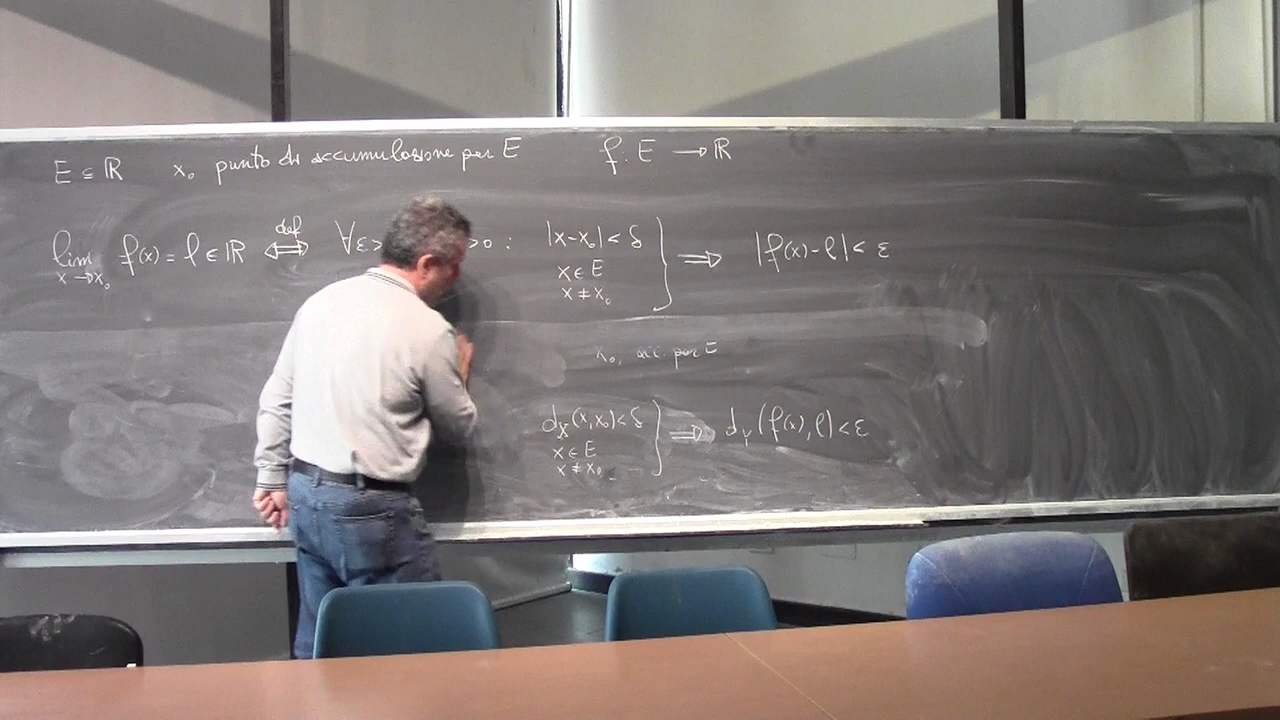 E ⊆ ℝ x₀ punto di accumulazione per E f: E → ℝ
lim x→x₀ f(x) = ℓ ∈ ℝ ⇔ def ∀ε> >0 : |x-x₀| < δ
x ∈ E
x ≠ x₀
⇒ |f(x)-ℓ| < ε
x₀, acc. per E
d_X(x,x₀) < δ
x ∈ E
x ≠ x₀
⇒ d_Y(f(x),ℓ) < ε